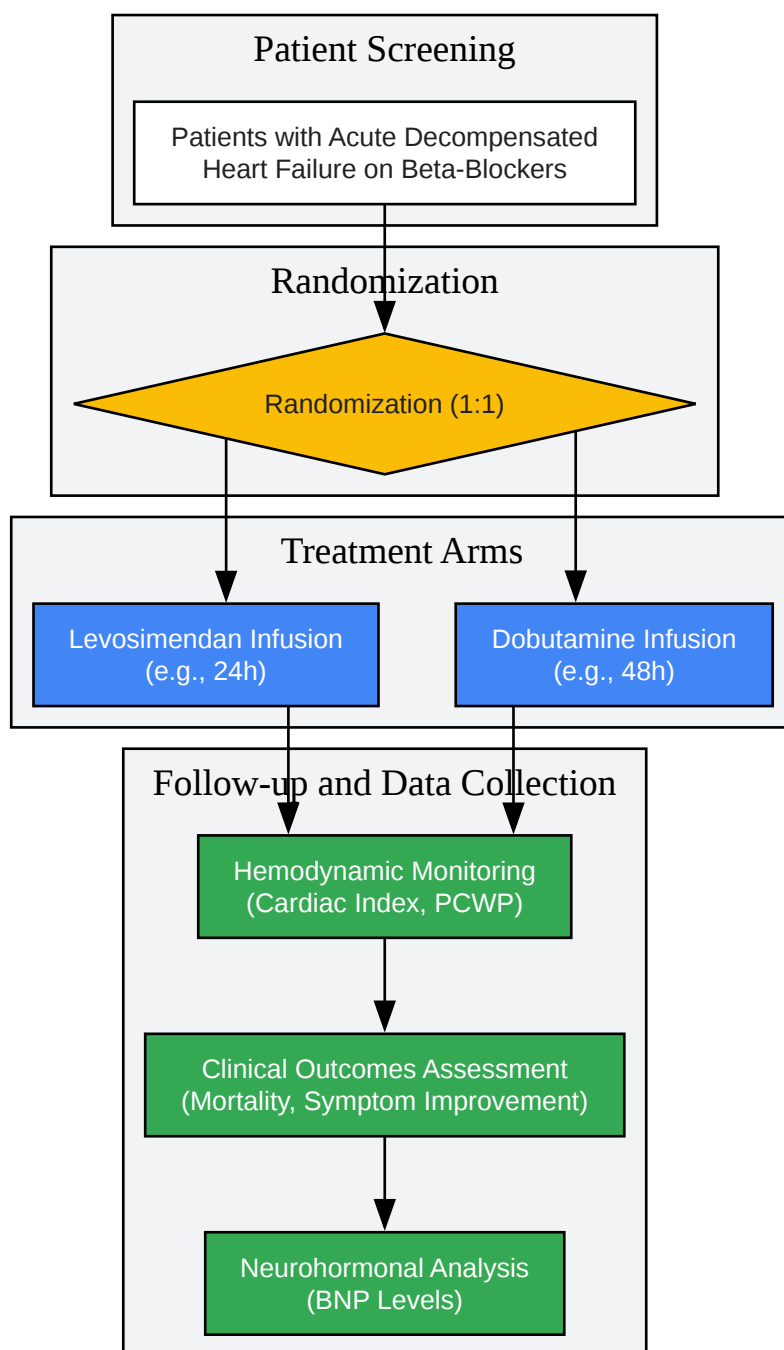 Patient Screening
Patients with Acute Decompensated
Heart Failure on Beta-Blockers
Randomization
Randomization (1:1)
Treatment Arms
Levosimendan Infusion
(e.g., 24h)
Dobutamine Infusion
(e.g., 48h)
Follow-up and Data Collection
Hemodynamic Monitoring
(Cardiac Index, PCWP)
Clinical Outcomes Assessment
(Mortality, Symptom Improvement)
Neurohormonal Analysis
(BNP Levels)